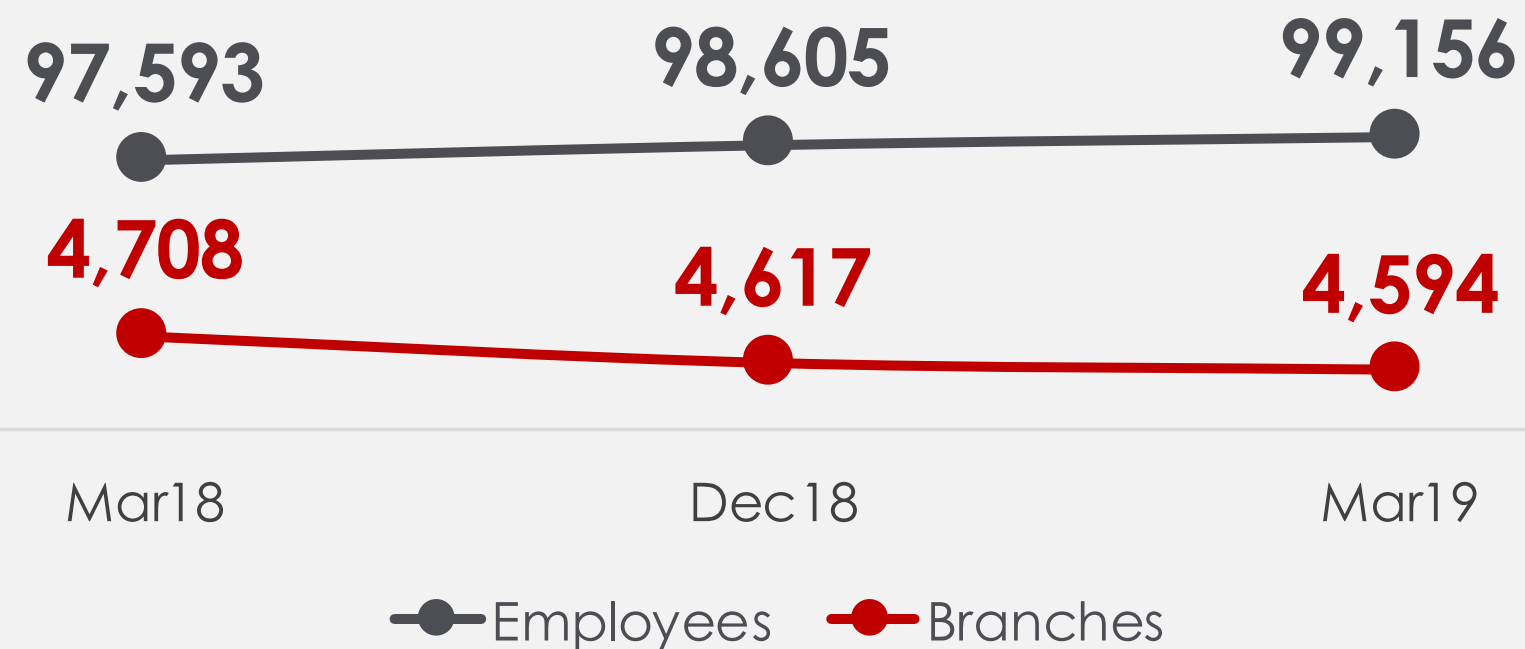 97,593 98,605 99,156
4,708 4,617 4,594
Mar18 Dec18 Mar19
Employees Branches